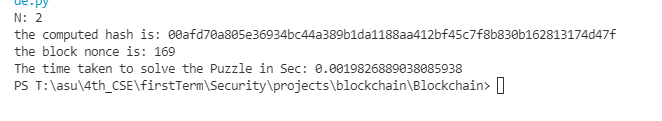 ue.py
N: 2
the computed hash is: 00afd70a805e36934bc44a389b1da1188aa412bf45c7f8b830b162813174d47f
the block nonce is: 169
The time taken to solve the Puzzle in Sec: 0.0019826889038085938
PS T:\asu\4th_CSE\firstTerm\Security\projects\blockchain\Blockchain>